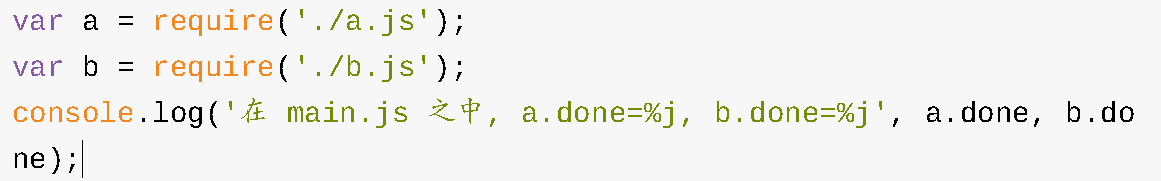 var a = require('./a.js');
var b = require('./b.js');
console.log('在 main.js 之中, a.done=%j, b.done=%j', a.done, b.do
ne);